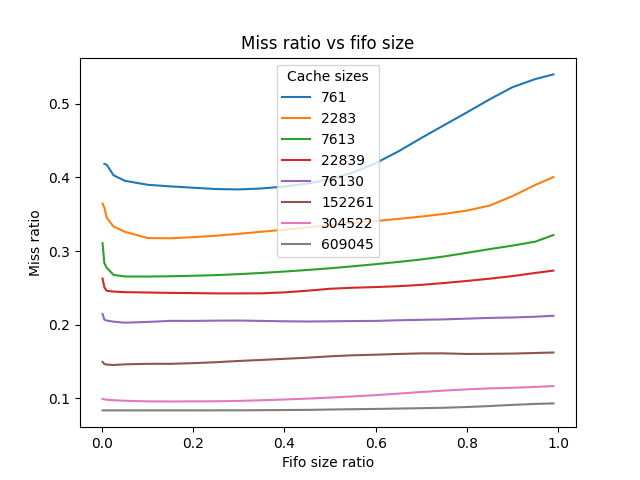 Miss ratio vs fifo size
Cache sizes
761
2283
7613
22839
76130
152261
304522
609045
Miss ratio
0.5
0.4
0.3
0.2
0.1
0.0 0.2 0.4 0.6 0.8 1.0
Fifo size ratio